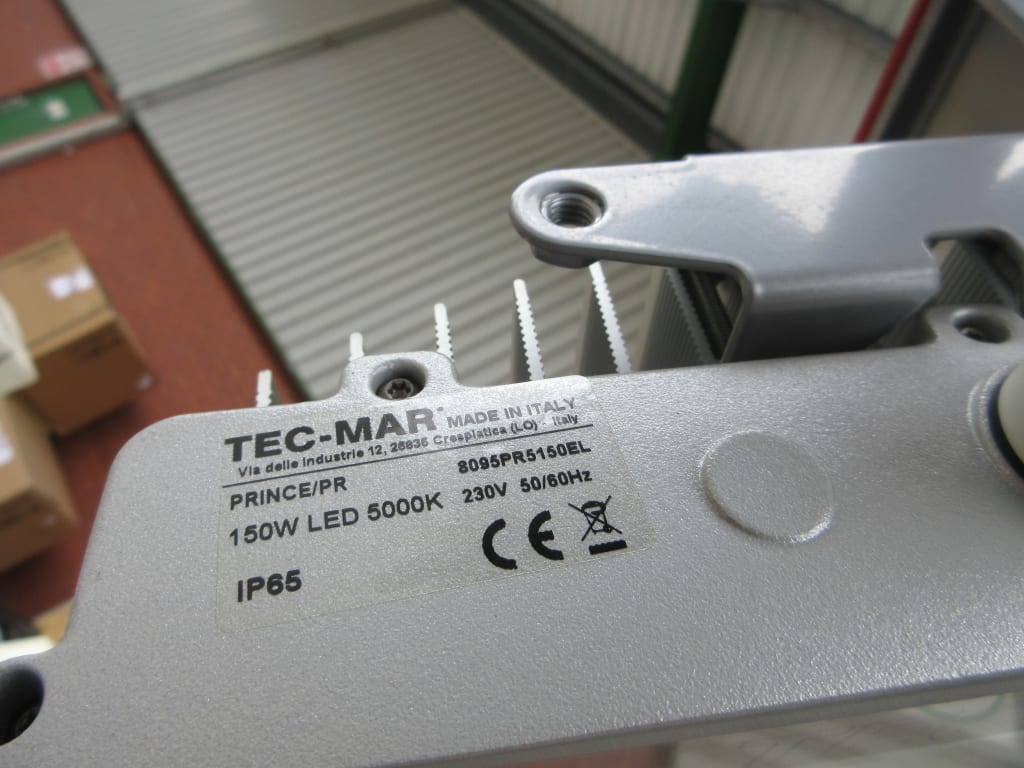 TEC-MAR® MADE IN ITALY
Via delle Industrie 12, 26835 Crespiatica (LO) - Italy
PRINCE/PR 8095PR5150EL
150W LED 5000K 230V 50/60Hz
IP65 CE